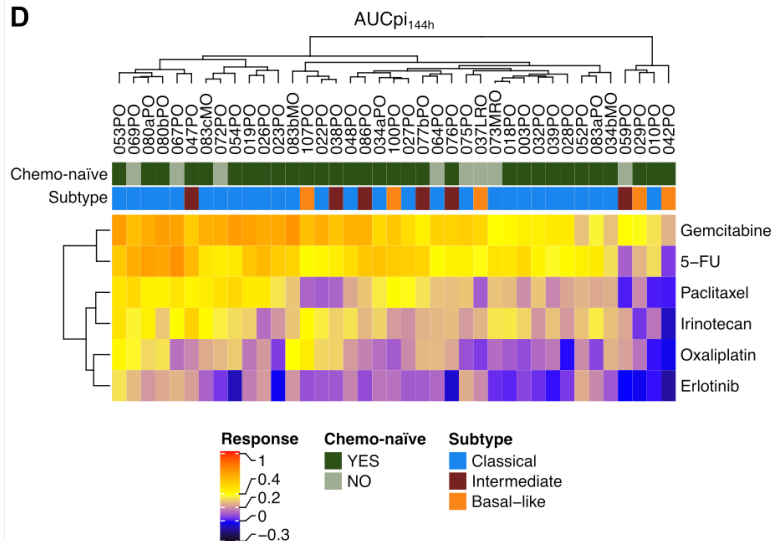 D
AUCpi144h
053PO
069PO
080aPO
080bPO
067PO
047PO
083cMO
072PO
054PO
019PO
026PO
023PO
083bMO
107PO
022PO
038PO
048PO
086PO
034aPO
100PO
027PO
077bPO
064PO
076PO
075PO
037LRO
073MRO
018PO
003PO
032PO
039PO
028PO
052PO
083aPO
034bMO
059PO
029PO
010PO
042PO
Chemo-naïve
Subtype
Gemcitabine
5-FU
Paclitaxel
Irinotecan
Oxaliplatin
Erlotinib
Response
1
0.4
0.2
0
-0.3
Chemo-naïve
YES
NO
Subtype
Classical
Intermediate
Basal-like